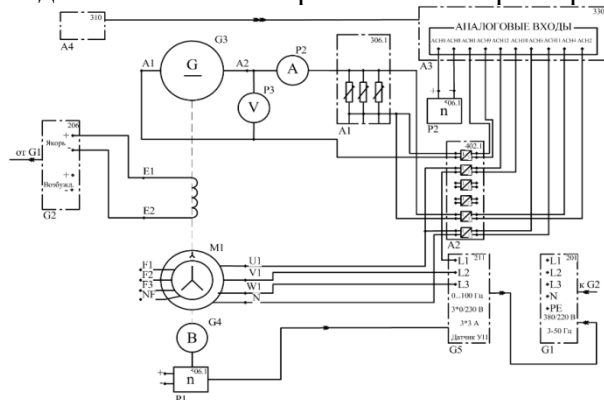 310
A4
330
АНАЛОГОВЫЕ ВХОДЫ
A3
G3
G
A1
A2
P2
A
P3
V
306.1
A1
506.1
n
P2
206
Якорь
Возбужд.
от G1
G2
E1
E2
402.1
A2
M1
F1
F2
F3
NF
U1
V1
W1
N
G4
B
506.1
n
P1
211
L1
L2
L3
0...100 Гц
3*0/230 В
3*3 А
Датчик УП
G5
201
L1
L2
L3
N
PE
380/220 В
3-50 Гц
G1
к G2